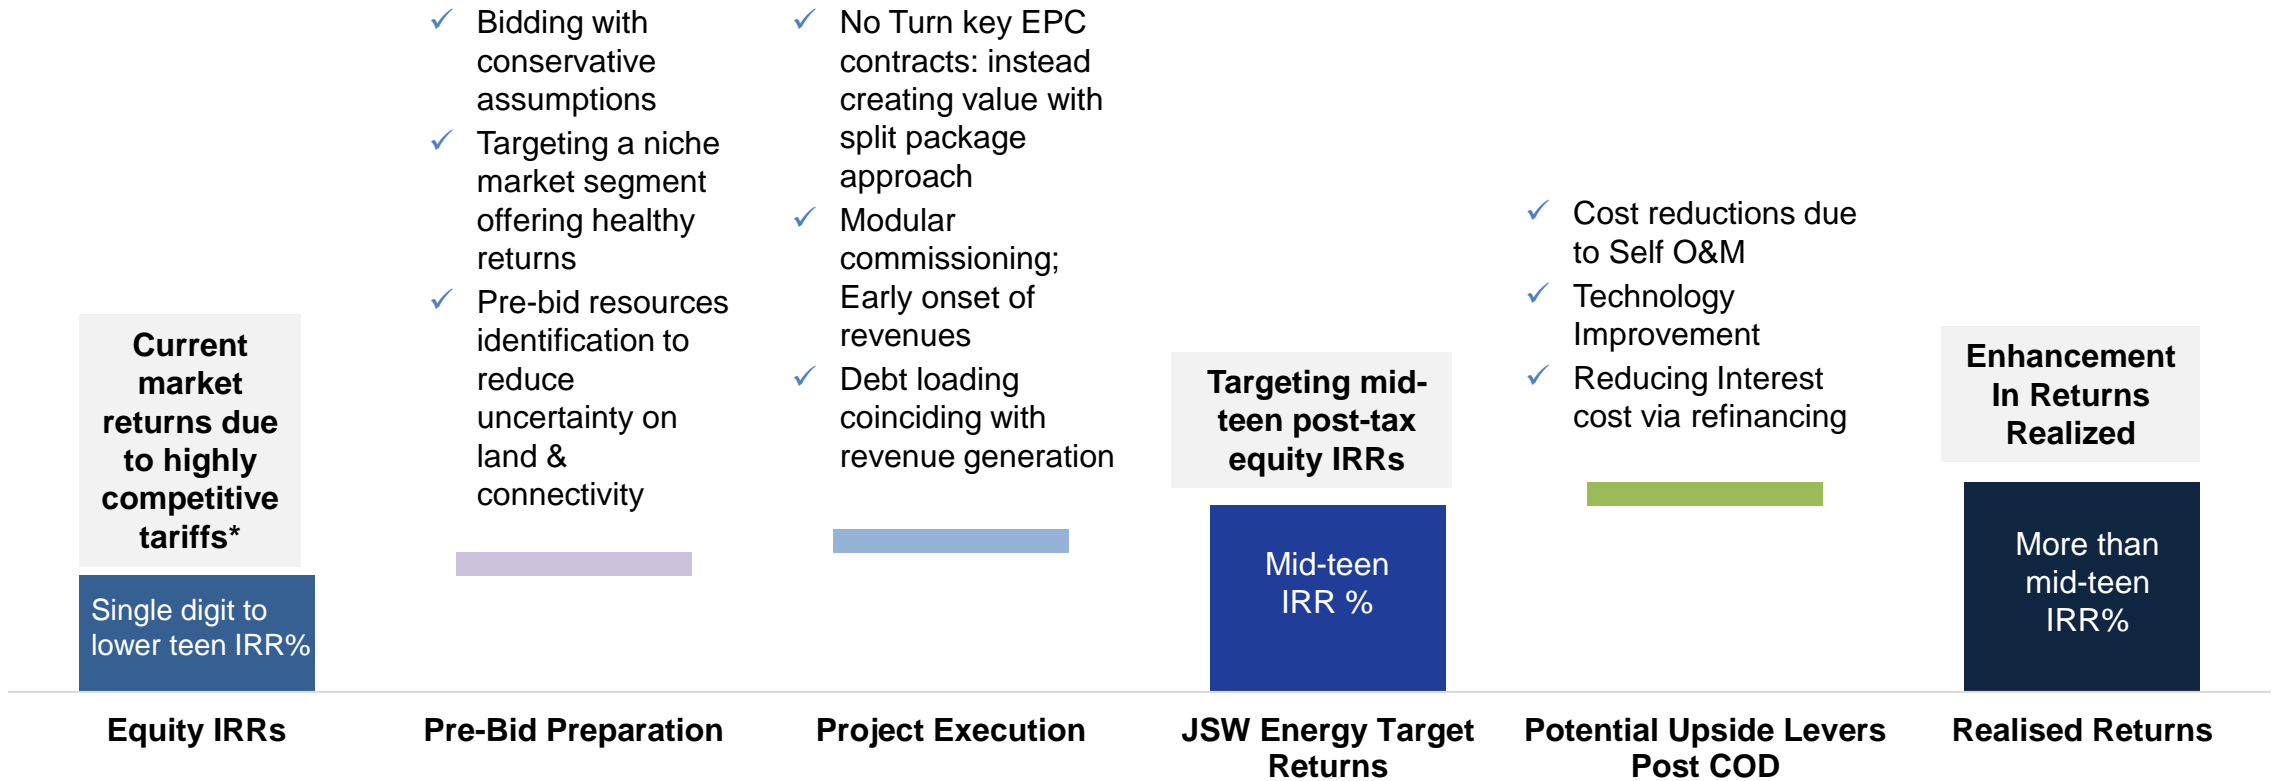 Current
market
returns due
to highly
competitive
tariffs*
Single digit to
lower teen IRR%
Equity IRRs
Bidding with
conservative
assumptions
Targeting a niche
market segment
offering healthy
returns
Pre-bid resources
identification to
reduce
uncertainty on
land &
connectivity
Pre-Bid Preparation
No Turn key EPC
contracts: instead
creating value with
split package
approach
Modular
commissioning;
Early onset of
revenues
Debt loading
coinciding with
revenue generation
Project Execution
Targeting mid-
teen post-tax
equity IRRs
Mid-teen
IRR %
JSW Energy Target
Returns
Cost reductions due
to Self O&M
Technology
Improvement
Reducing Interest
cost via refinancing
Potential Upside Levers
Post COD
Enhancement
In Returns
Realized
More than
mid-teen
IRR%
Realised Returns